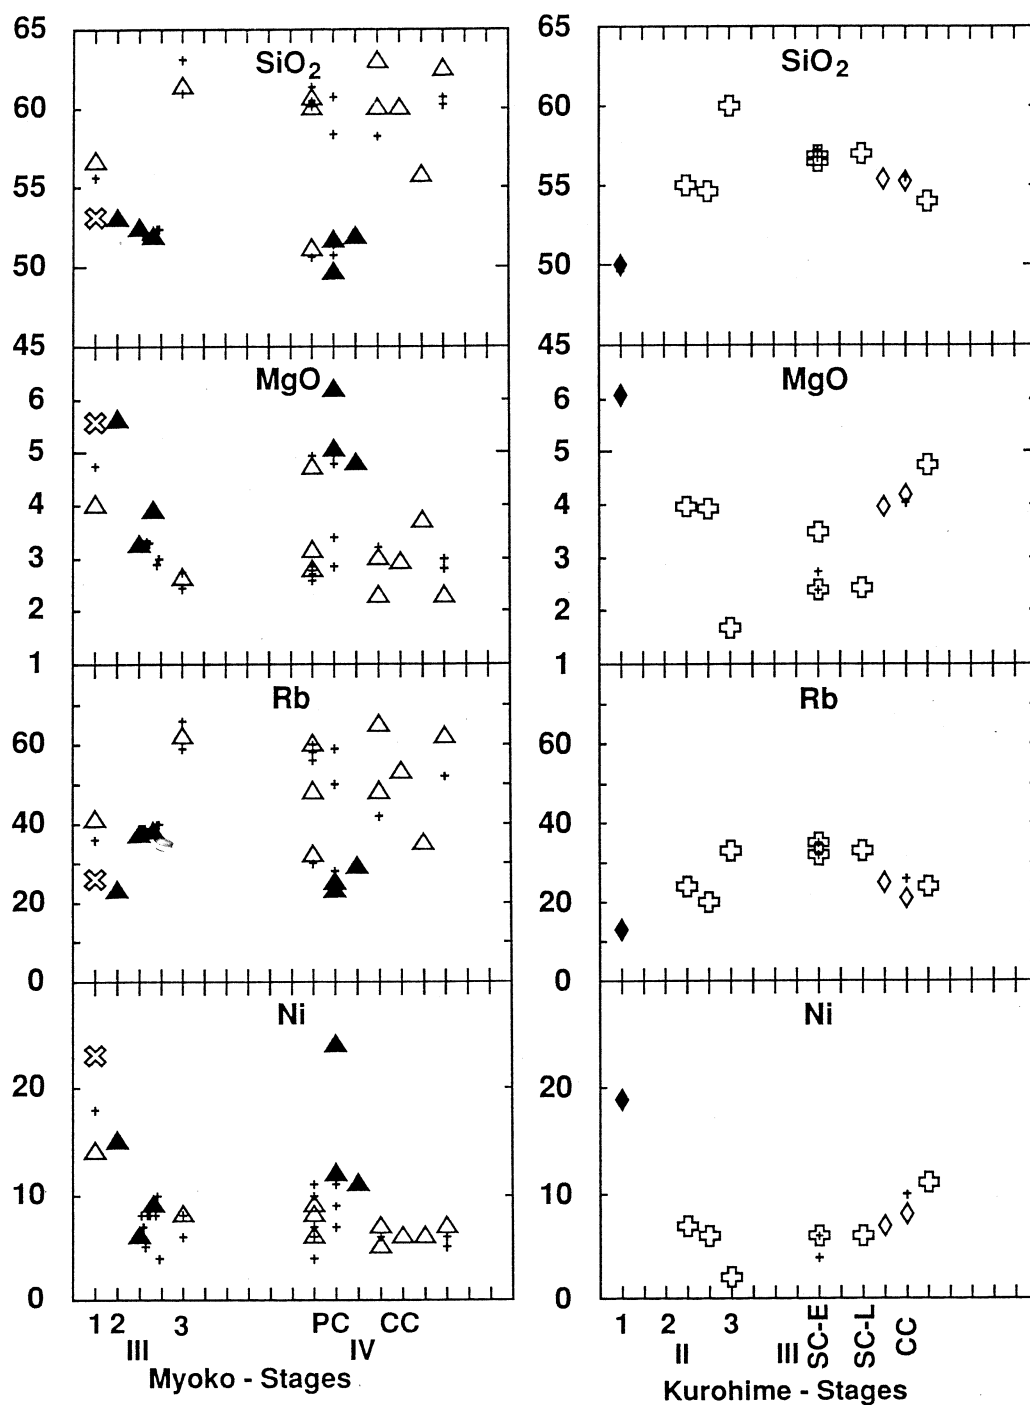 65
60
55
50
45
SiO2
6
5
4
3
2
1
MgO
60
40
20
0
Rb
20
10
0
Ni
1 2 3 PC CC
III IV
Myoko - Stages
65
60
55
50
45
SiO2
6
5
4
3
2
1
MgO
60
40
20
0
Rb
20
10
0
Ni
1 2 3 SC-E SC-L CC
II III
Kurohime - Stages